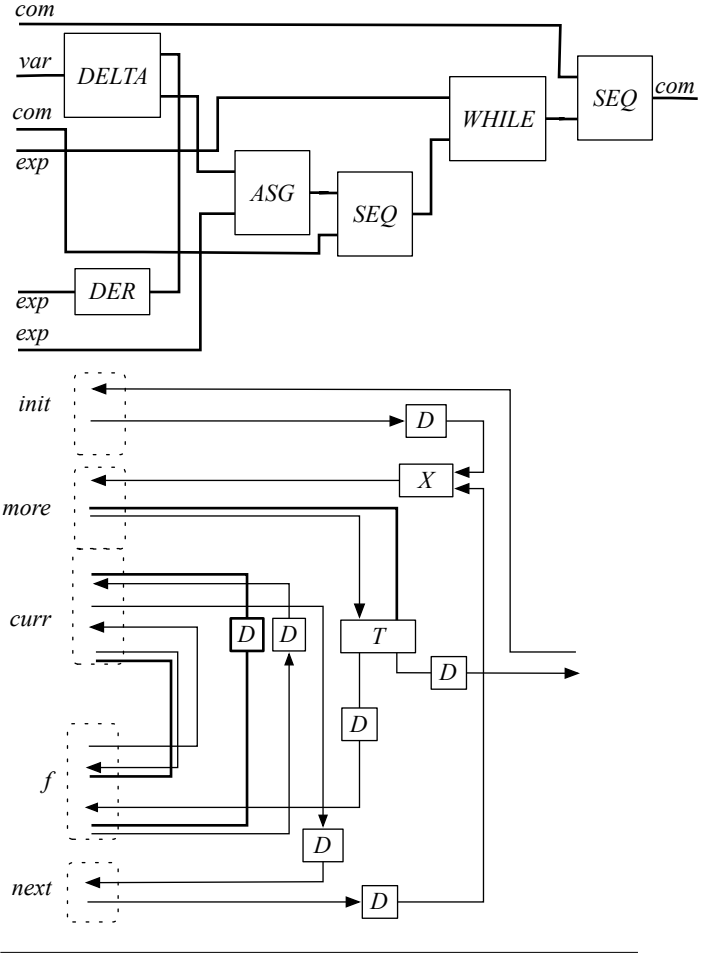 com
var
DELTA
com
exp
WHILE
SEQ
com
ASG
SEQ
exp
DER
exp
init
D
more
X
curr
D
D
T
D
D
f
D
next
D